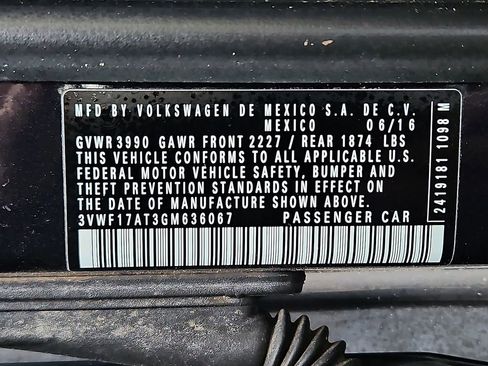 MFD BY VOLKSWAGEN DE MEXICO S.A. DE C.V.
MEXICO 06/16
GVWR 3990 GAWR FRONT 2227 / REAR 1874 LBS
THIS VEHICLE CONFORMS TO ALL APPLICABLE U.S.
FEDERAL MOTOR VEHICLE SAFETY, BUMPER AND
THEFT PREVENTION STANDARDS IN EFFECT ON
THE DATE OF MANUFACTURE SHOWN ABOVE.
3VWF17AT3GM636067 PASSENGER CAR
2419181 1098 M